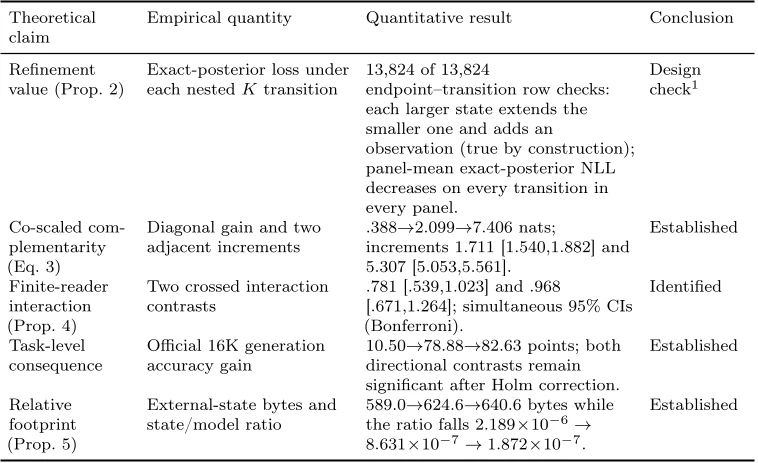 Theoretical claim | Empirical quantity | Quantitative result | Conclusion
Refinement value (Prop. 2) | Exact-posterior loss under each nested K transition | 13,824 of 13,824 endpoint–transition row checks: each larger state extends the smaller one and adds an observation (true by construction); panel-mean exact-posterior NLL decreases on every transition in every panel. | Design check¹
Co-scaled complementarity (Eq. 3) | Diagonal gain and two adjacent increments | .388→2.099→7.406 nats; increments 1.711 [1.540,1.882] and 5.307 [5.053,5.561]. | Established
Finite-reader interaction (Prop. 4) | Two crossed interaction contrasts | .781 [.539,1.023] and .968 [.671,1.264]; simultaneous 95% CIs (Bonferroni). | Identified
Task-level consequence | Official 16K generation accuracy gain | 10.50→78.88→82.63 points; both directional contrasts remain significant after Holm correction. | Established
Relative footprint (Prop. 5) | External-state bytes and state/model ratio | 589.0→624.6→640.6 bytes while the ratio falls 2.189×10⁻⁶ → 8.631×10⁻⁷ → 1.872×10⁻⁷. | Established